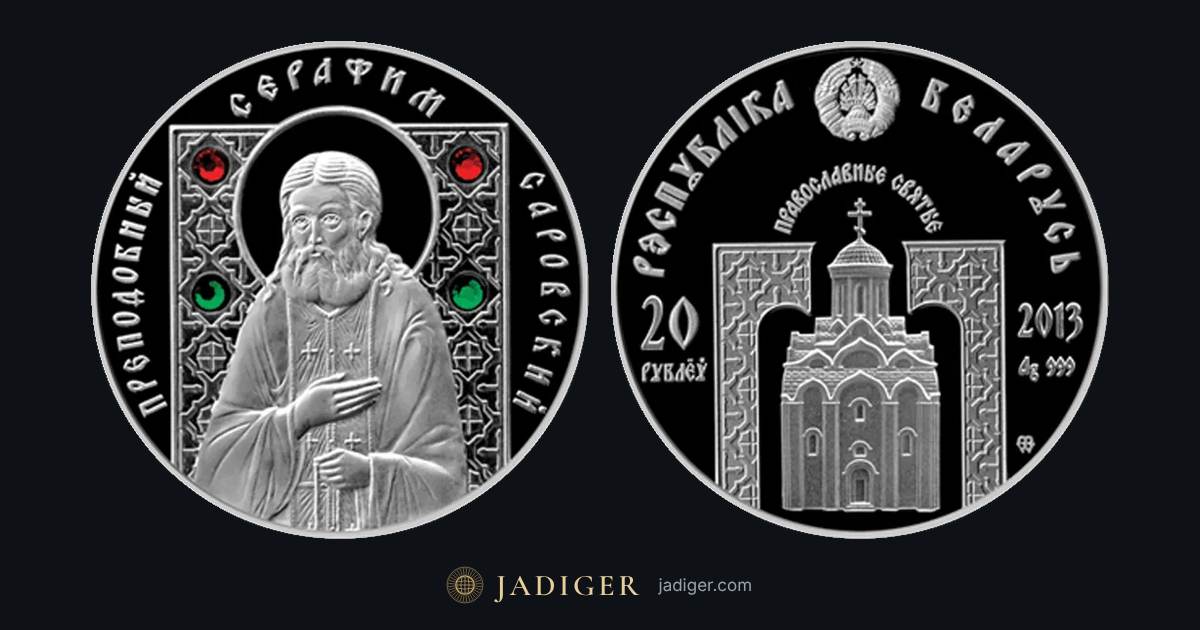 ПРЕПОДОБНЫЙ СЕРАФИМ САРОВСКИЙ
РЭСПУБЛІКА БЕЛАРУСЬ
ПРАВОСЛАВНЫЕ СВЯТЫЕ
20
РУБЛЁЎ
2013
Ag 999
JADIGER jadiger.com